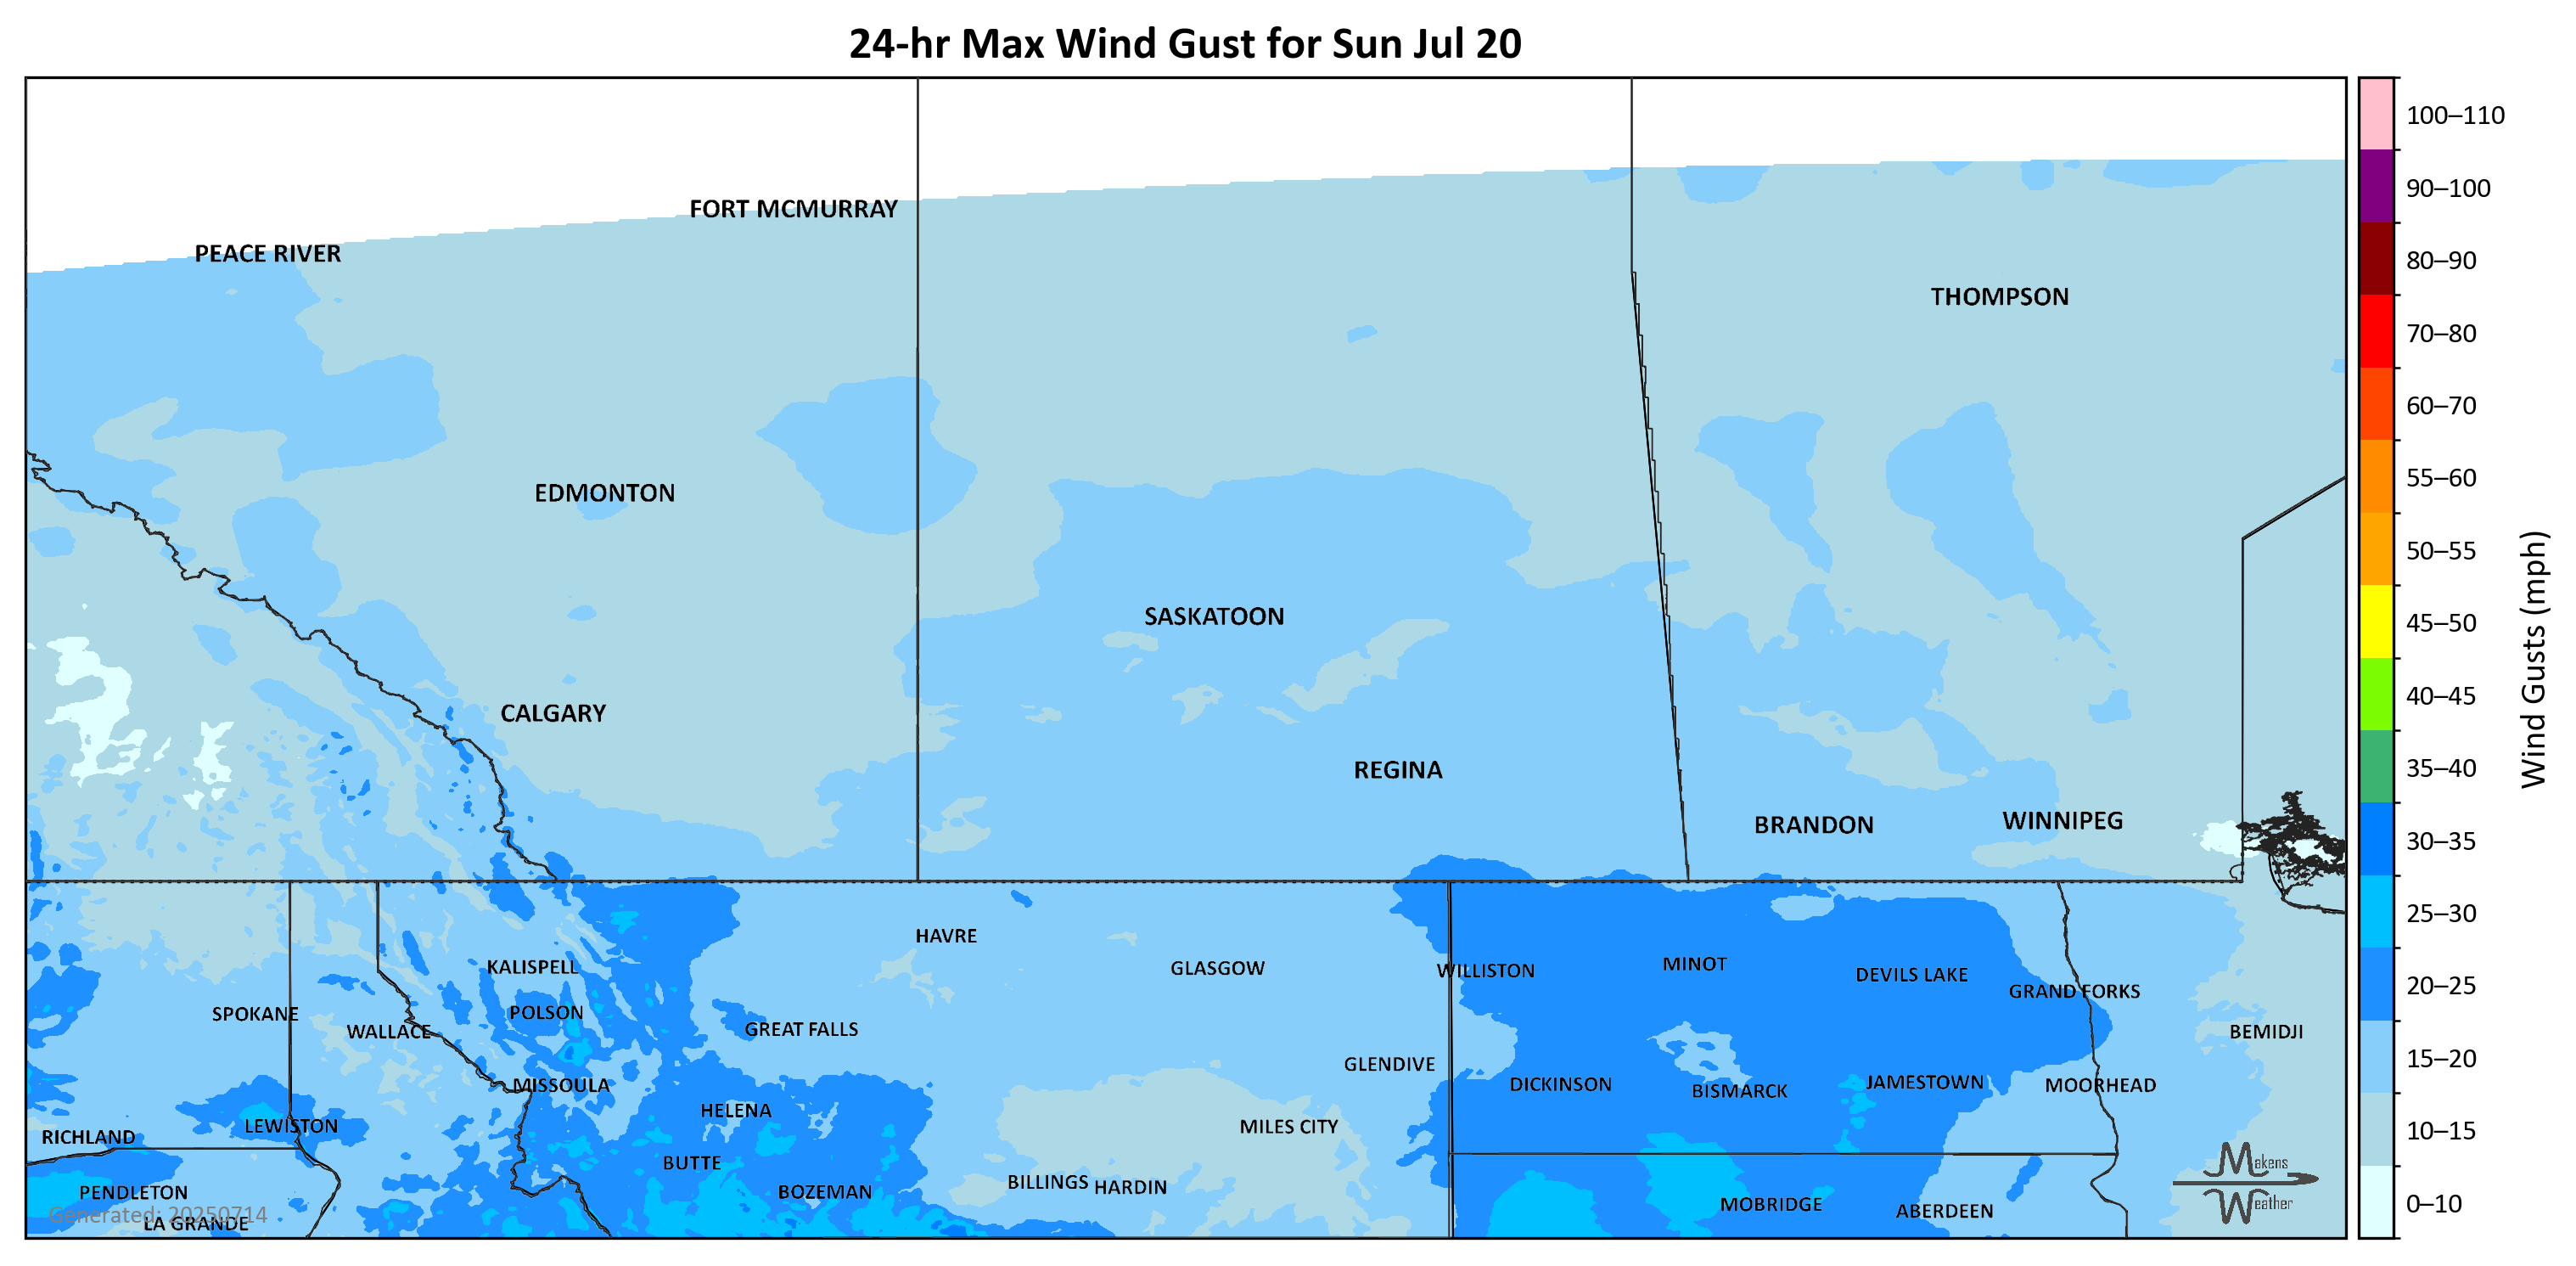 24-hr Max Wind Gust for Sun Jul 20
100–110
90–100
80–90
70–80
60–70
55–60
50–55
45–50
40–45
35–40
30–35
25–30
20–25
15–20
10–15
0–10
Wind Gusts (mph)
FORT MCMURRAY
PEACE RIVER
THOMPSON
EDMONTON
SASKATOON
CALGARY
REGINA
BRANDON
WINNIPEG
HAVRE
KALISPELL
GLASGOW
WILLISTON
MINOT
DEVILS LAKE
GRAND FORKS
SPOKANE
POLSON
WALLACE
GREAT FALLS
BEMIDJI
GLENDIVE
MISSOULA
DICKINSON
BISMARCK
JAMESTOWN
MOORHEAD
HELENA
LEWISTON
MILES CITY
RICHLAND
BUTTE
PENDLETON
BOZEMAN
BILLINGS
HARDIN
MOBRIDGE
ABERDEEN
Generated: 20250714
LA GRANDE
Makens
Weather